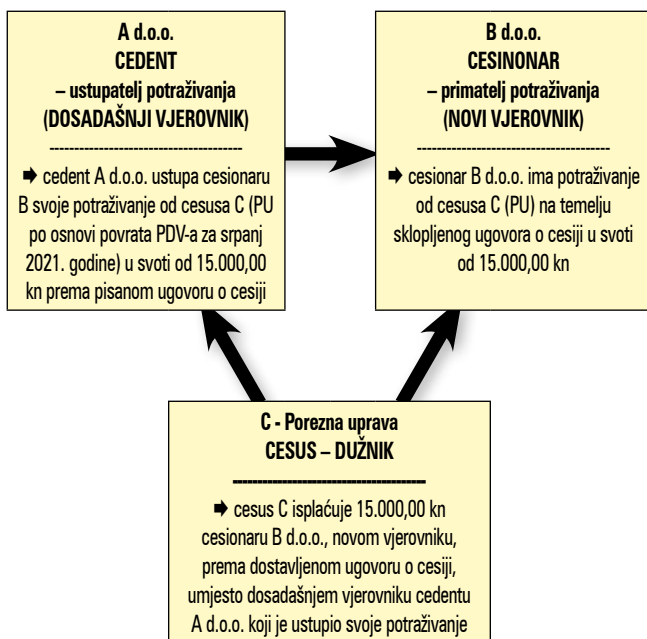 A d.o.o.
CEDENT
– ustupatelj potraživanja
(DOSADAŠNJI VJEROVNIK)
----------------------------------------
➡ cedent A d.o.o. ustupa cesionaru
B svoje potraživanje od cesusa C (PU
po osnovi povrata PDV-a za srpanj
2021. godine) u svoti od 15.000,00
kn prema pisanom ugovoru o cesiji
B d.o.o.
CESINONAR
– primatelj potraživanja
(NOVI VJEROVNIK)
----------------------------------------
➡ cesionar B d.o.o. ima potraživanje
od cesusa C (PU) na temelju
sklopljenog ugovora o cesiji u svoti
od 15.000,00 kn
C - Porezna uprava
CESUS – DUŽNIK
----------------------------------------
➡ cesus C isplaćuje 15.000,00 kn
cesionaru B d.o.o., novom vjerovniku,
prema dostavljenom ugovoru o cesiji,
umjesto dosadašnjem vjerovniku cedentu
A d.o.o. koji je ustupio svoje potraživanje